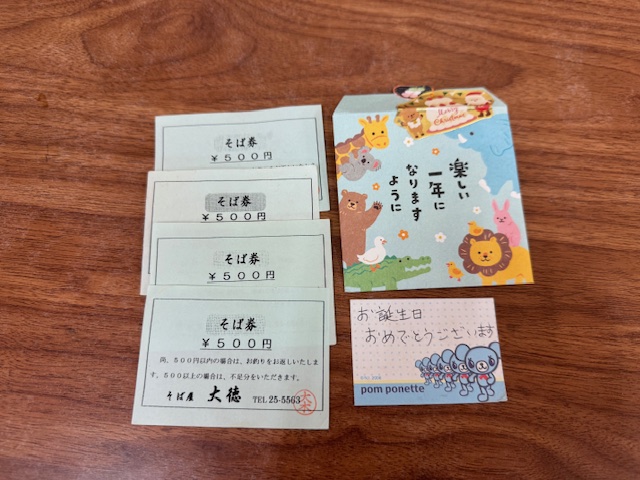 そば券
￥５００円
そば券
￥５００円
そば券
￥５００円
そば券
￥５００円
尚、５００円以内の場合は、お釣りをお返しいたします。５００以上の場合は、不足分をいただきます。
そば屋 大徳 TEL 25-5563
Merry
Christmas
楽しい
一年に
なります
ように
お誕生日
おめでとうございます
pom ponette